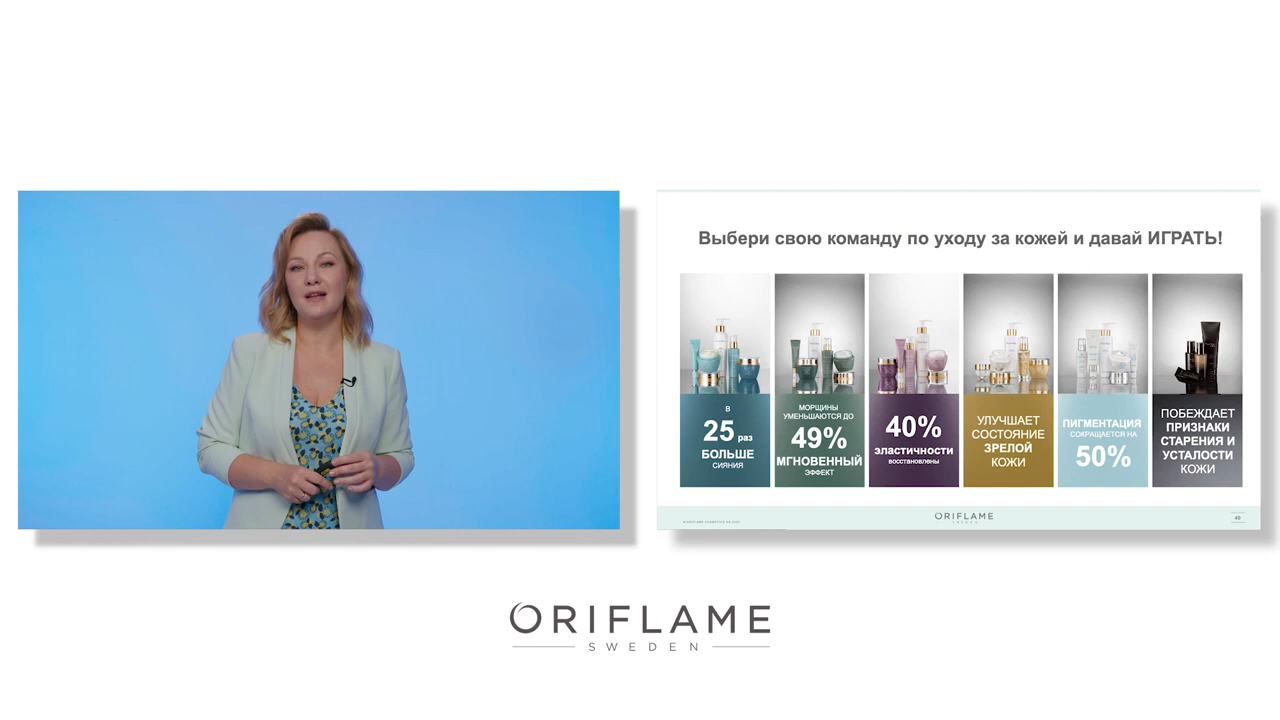 Выбери свою команду по уходу за кожей и давай ИГРАТЬ!
В
25 раз
БОЛЬШЕ
СИЯНИЯ
МОРЩИНЫ
УМЕНЬШАЮТСЯ ДО
49%
МГНОВЕННЫЙ
ЭФФЕКТ
40%
эластичности
восстановлены
УЛУЧШАЕТ
СОСТОЯНИЕ
ЗРЕЛОЙ
КОЖИ
ПИГМЕНТАЦИЯ
СОКРАЩАЕТСЯ НА
50%
ПОБЕЖДАЕТ
ПРИЗНАКИ
СТАРЕНИЯ И
УСТАЛОСТИ
КОЖИ
ORIFLAME
SWEDEN
ORIFLAME
SWEDEN